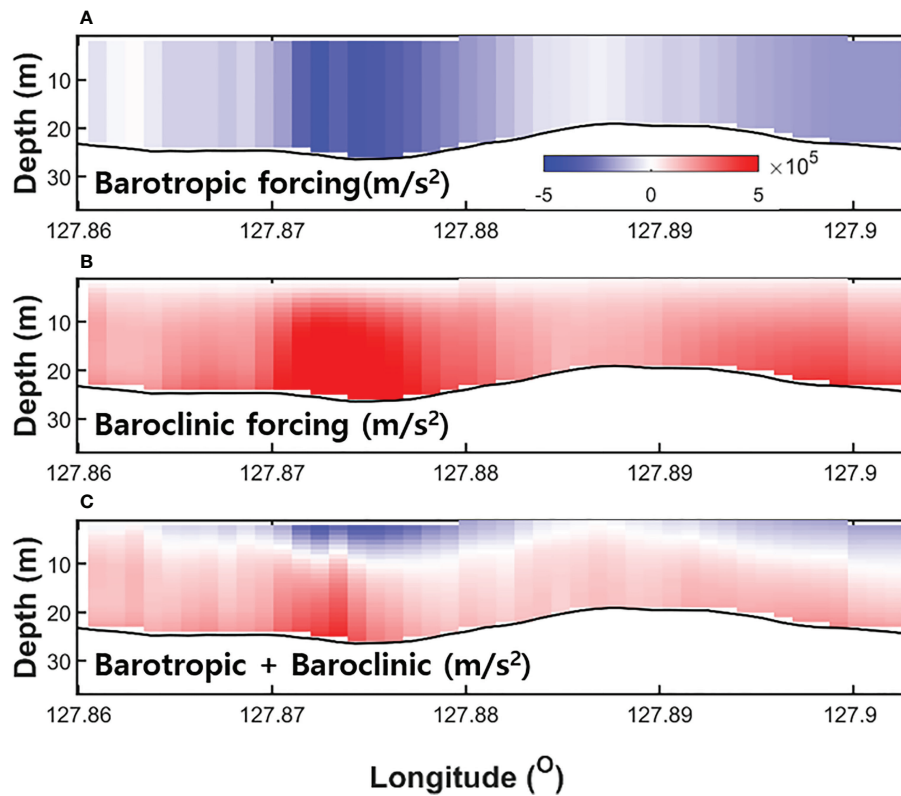 A
Depth (m)
10
20
30
Barotropic forcing(m/s²)
-5 0 5 ×10⁵
127.86 127.87 127.88 127.89 127.9
B
Depth (m)
10
20
30
Baroclinic forcing (m/s²)
127.86 127.87 127.88 127.89 127.9
C
Depth (m)
10
20
30
Barotropic + Baroclinic (m/s²)
127.86 127.87 127.88 127.89 127.9
Longitude (⁰)